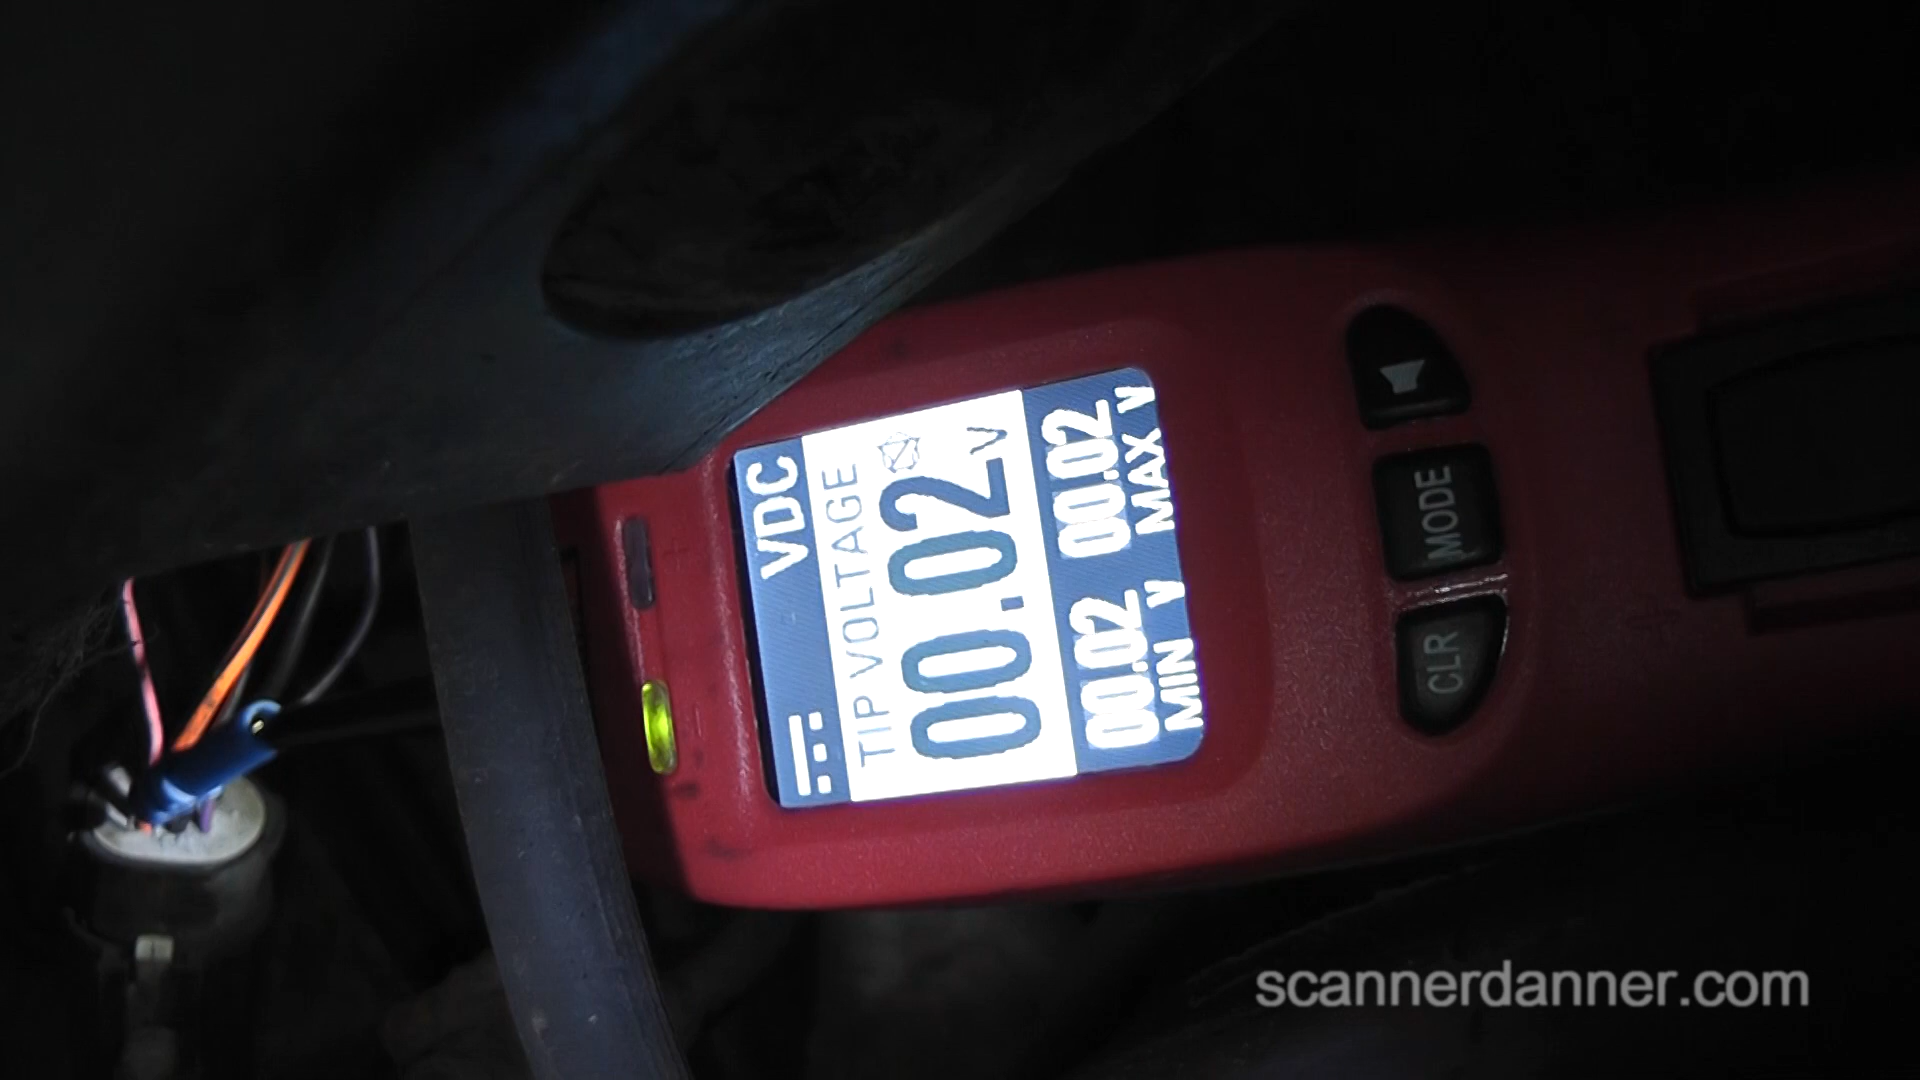 VDC
TIP VOLTAGE
00.02 V
00.02 00.02
MIN V MAX V
CLR MODE
scannerdanner.com